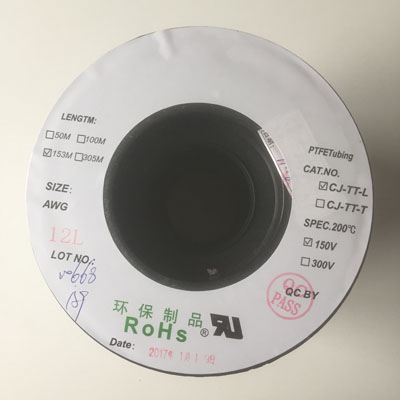 LENGTM:
☐50M ☐100M
☑153M ☐305M
SIZE:
AWG
12L
LOT NO:
PTFETubing
CAT.NO.
☑CJ-TT-L
☐CJ-TT-T
SPEC.200℃
☑150V
☐300V
QC.BY
QC
PASS
环保制品
RoHs ®
Date: